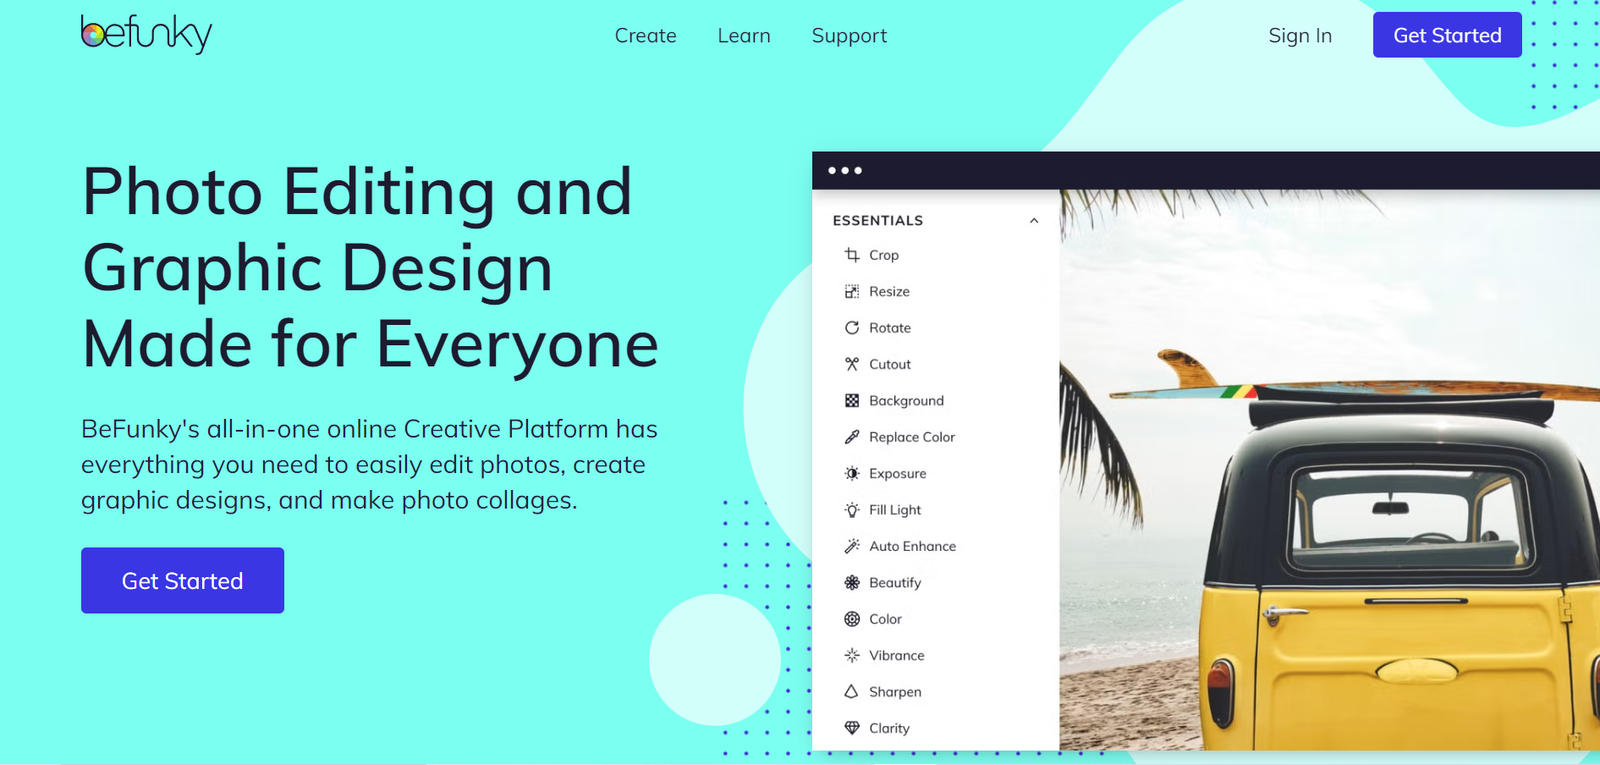 befunky
Create
Learn
Support
Sign In
Get Started
Photo Editing and
Graphic Design
Made for Everyone
BeFunky's all-in-one online Creative Platform has
everything you need to easily edit photos, create
graphic designs, and make photo collages.
Get Started
ESSENTIALS
Crop
Resize
Rotate
Cutout
Background
Replace Color
Exposure
Fill Light
Auto Enhance
Beautify
Color
Vibrance
Sharpen
Clarity